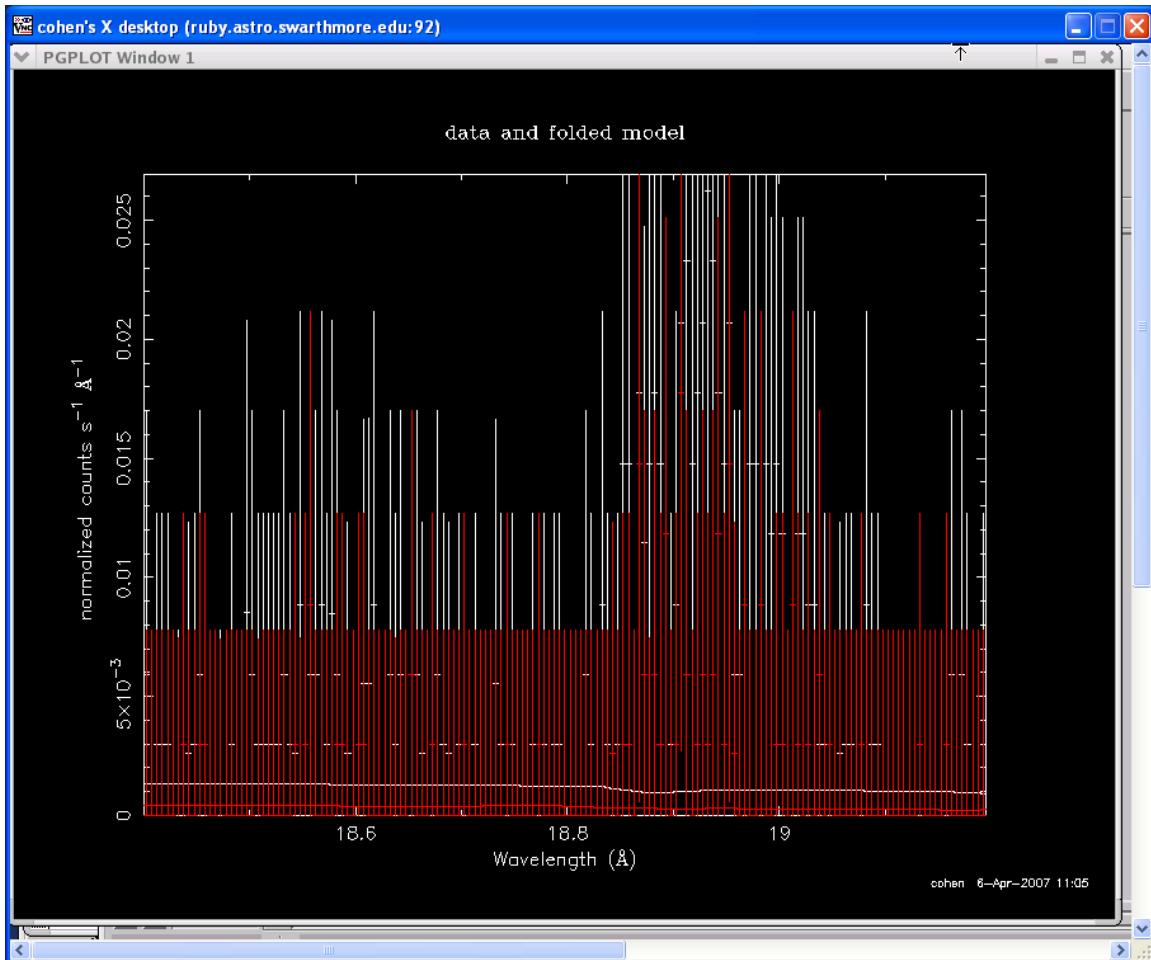 cohen's X desktop (ruby.astro.swarthmore.edu:92)
PGPLOT Window 1
data and folded model
normalized counts s⁻¹ Å⁻¹
0.025
0.02
0.015
0.01
5×10⁻³
0
18.6
18.8
19
Wavelength (Å)
cohen 6-Apr-2007 11:05